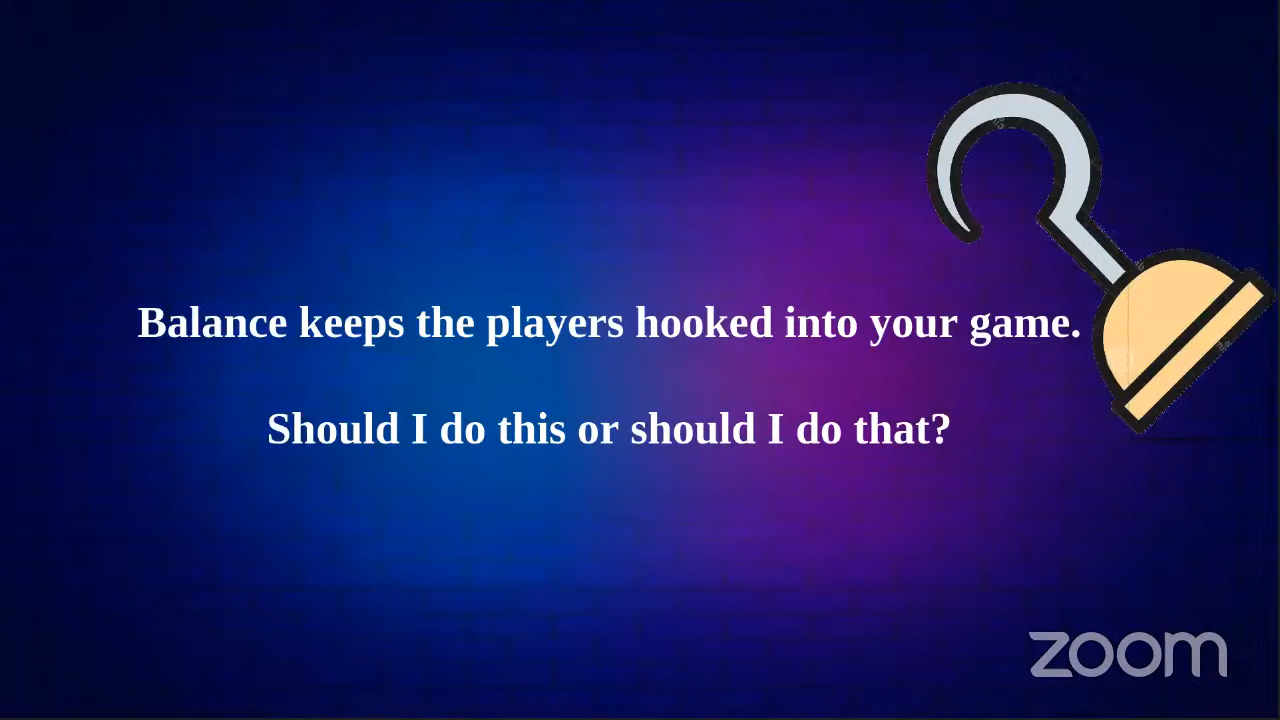 Balance keeps the players hooked into your game.
Should I do this or should I do that?
zoom